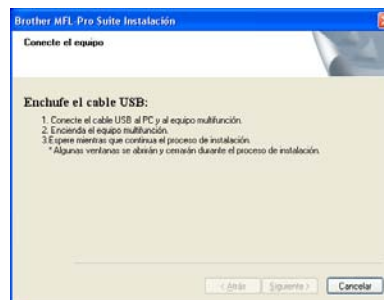 Brother MFL-Pro Suite Instalación
Conecte el equipo
Enchufe el cable USB:
1. Conecte el cable USB al PC y al equipo multifunción.
2. Encienda el equipo multifunción.
3.Espere mientras que continua el proceso de instalación.
* Algunas ventanas se abrirán y cerrarán durante el proceso de instalación.
< Atrás
Siguiente >
Cancelar